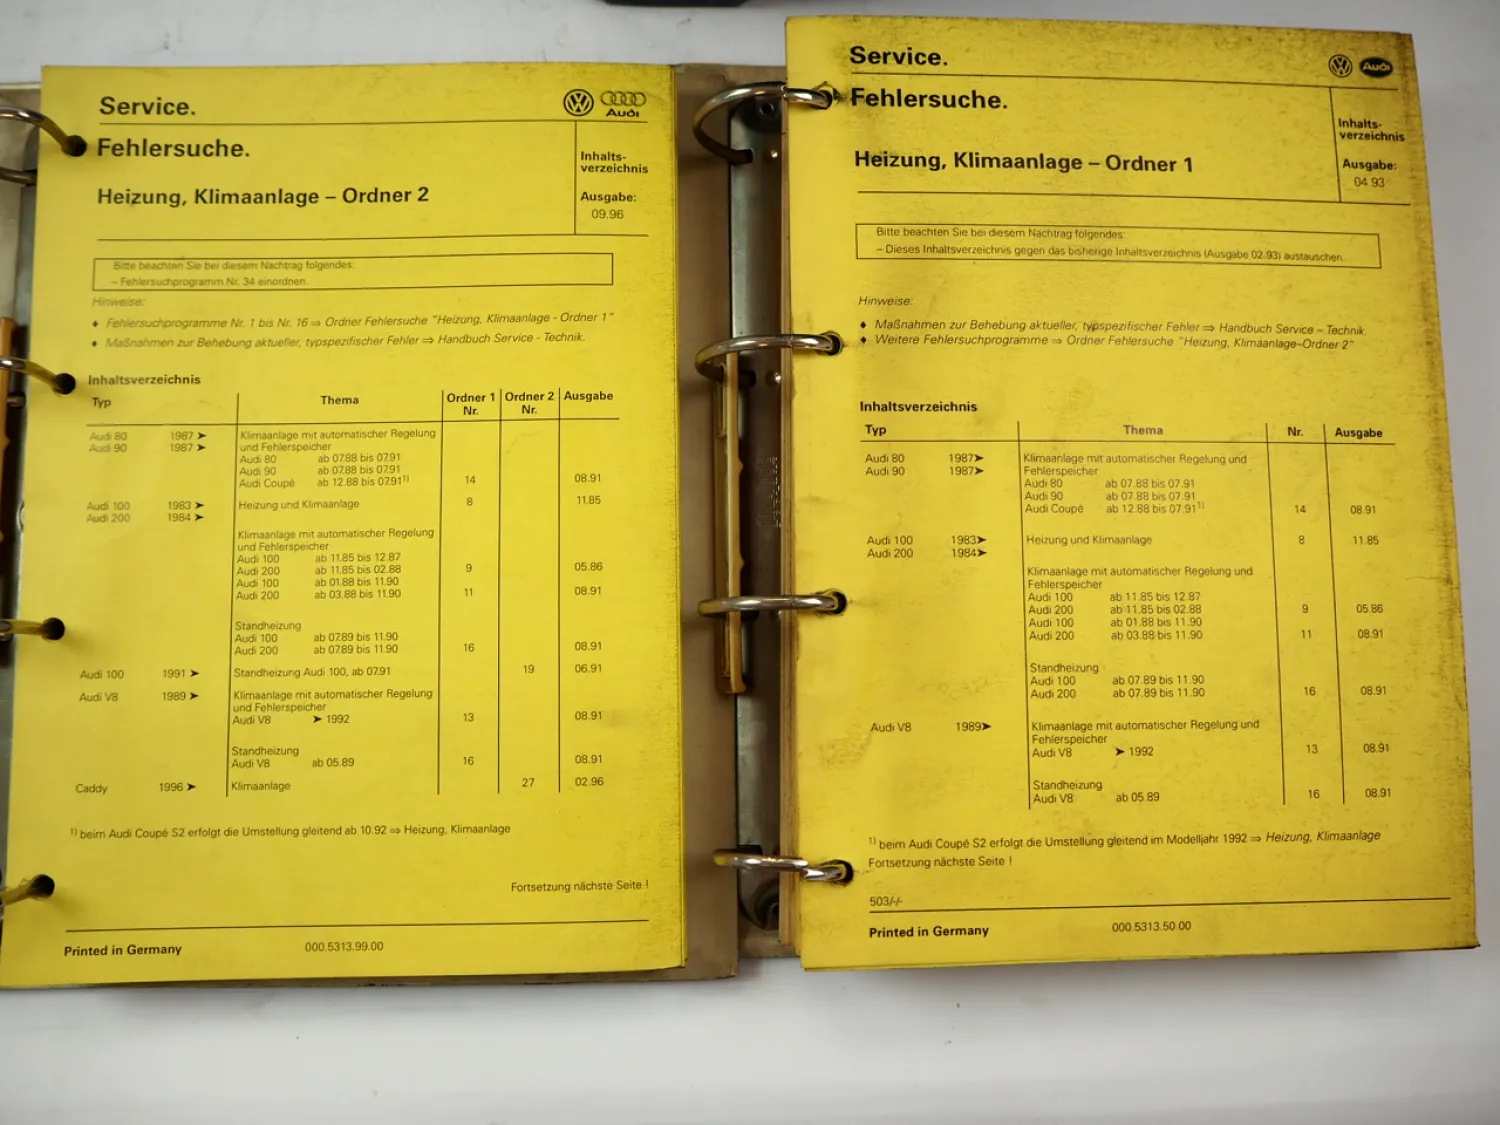 Service.
Audi
Fehlersuche.
Heizung, Klimaanlage – Ordner 2
Inhalts-
verzeichnis
Ausgabe:
09.96
Bitte beachten Sie bei diesem Nachtrag folgendes:
– Fehlersuchprogramm Nr. 34 einordnen.
Hinweise:
♦ Fehlersuchprogramme Nr. 1 bis Nr. 16 ⇒ Ordner Fehlersuche "Heizung, Klimaanlage - Ordner 1"
♦ Maßnahmen zur Behebung aktueller, typspezifischer Fehler ⇒ Handbuch Service - Technik.
Inhaltsverzeichnis
Typ Thema Ordner 1 Nr. Ordner 2 Nr. Ausgabe
Audi 80 1987 ➤ Klimaanlage mit automatischer Regelung
Audi 90 1987 ➤ und Fehlerspeicher
Audi 80 ab 07.88 bis 07.91
Audi 90 ab 07.88 bis 07.91
Audi Coupé ab 12.88 bis 07.91 1) 14 08.91
Audi 100 1983 ➤ Heizung und Klimaanlage 8 11.85
Audi 200 1984 ➤
Klimaanlage mit automatischer Regelung
und Fehlerspeicher
Audi 100 ab 11.85 bis 12.87
Audi 200 ab 11.85 bis 02.88 9 05.86
Audi 100 ab 01.88 bis 11.90
Audi 200 ab 03.88 bis 11.90 11 08.91
Standheizung
Audi 100 ab 07.89 bis 11.90
Audi 200 ab 07.89 bis 11.90 16 08.91
Audi 100 1991 ➤ Standheizung Audi 100, ab 07.91 19 06.91
Audi V8 1989 ➤ Klimaanlage mit automatischer Regelung
und Fehlerspeicher
Audi V8 ➤ 1992 13 08.91
Standheizung
Audi V8 ab 05.89 16 08.91
Caddy 1996 ➤ Klimaanlage 27 02.96
1) beim Audi Coupé S2 erfolgt die Umstellung gleitend ab 10.92 ⇒ Heizung, Klimaanlage
Fortsetzung nächste Seite !
Printed in Germany 000.5313.99.00
Service.
Audi
Fehlersuche.
Heizung, Klimaanlage – Ordner 1
Inhalts-
verzeichnis
Ausgabe:
04 93
Bitte beachten Sie bei diesem Nachtrag folgendes:
– Dieses Inhaltsverzeichnis gegen das bisherige Inhaltsverzeichnis (Ausgabe 02.93) austauschen.
Hinweise:
♦ Maßnahmen zur Behebung aktueller, typspezifischer Fehler ⇒ Handbuch Service – Technik.
♦ Weitere Fehlersuchprogramme ⇒ Ordner Fehlersuche "Heizung, Klimaanlage–Ordner 2"
Inhaltsverzeichnis
Typ Thema Nr. Ausgabe
Audi 80 1987➤ Klimaanlage mit automatischer Regelung und
Audi 90 1987➤ Fehlerspeicher
Audi 80 ab 07.88 bis 07.91
Audi 90 ab 07.88 bis 07.91
Audi Coupé ab 12.88 bis 07.91 1) 14 08.91
Audi 100 1983➤ Heizung und Klimaanlage 8 11.85
Audi 200 1984➤
Klimaanlage mit automatischer Regelung und
Fehlerspeicher
Audi 100 ab 11.85 bis 12.87
Audi 200 ab 11.85 bis 02.88 9 05.86
Audi 100 ab 01.88 bis 11.90
Audi 200 ab 03.88 bis 11.90 11 08.91
Standheizung
Audi 100 ab 07.89 bis 11.90
Audi 200 ab 07.89 bis 11.90 16 08.91
Audi V8 1989➤ Klimaanlage mit automatischer Regelung und
Fehlerspeicher
Audi V8 ➤ 1992 13 08.91
Standheizung
Audi V8 ab 05.89 16 08.91
1) beim Audi Coupé S2 erfolgt die Umstellung gleitend im Modelljahr 1992 ⇒ Heizung, Klimaanlage
Fortsetzung nächste Seite !
503/-/-
Printed in Germany 000.5313.50.00